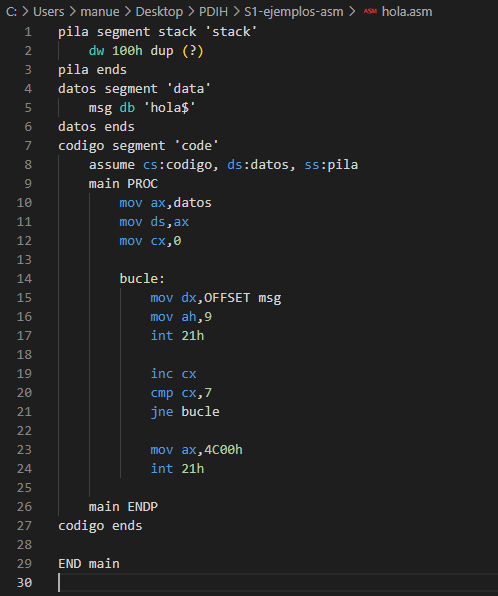 C: > Users > manue > Desktop > PDIH > S1-ejemplos-asm > ASM hola.asm
1 pila segment stack 'stack'
2 dw 100h dup (?)
3 pila ends
4 datos segment 'data'
5 msg db 'hola$'
6 datos ends
7 codigo segment 'code'
8 assume cs:codigo, ds:datos, ss:pila
9 main PROC
10 mov ax,datos
11 mov ds,ax
12 mov cx,0
13
14 bucle:
15 mov dx,OFFSET msg
16 mov ah,9
17 int 21h
18
19 inc cx
20 cmp cx,7
21 jne bucle
22
23 mov ax,4C00h
24 int 21h
25
26 main ENDP
27 codigo ends
28
29 END main
30